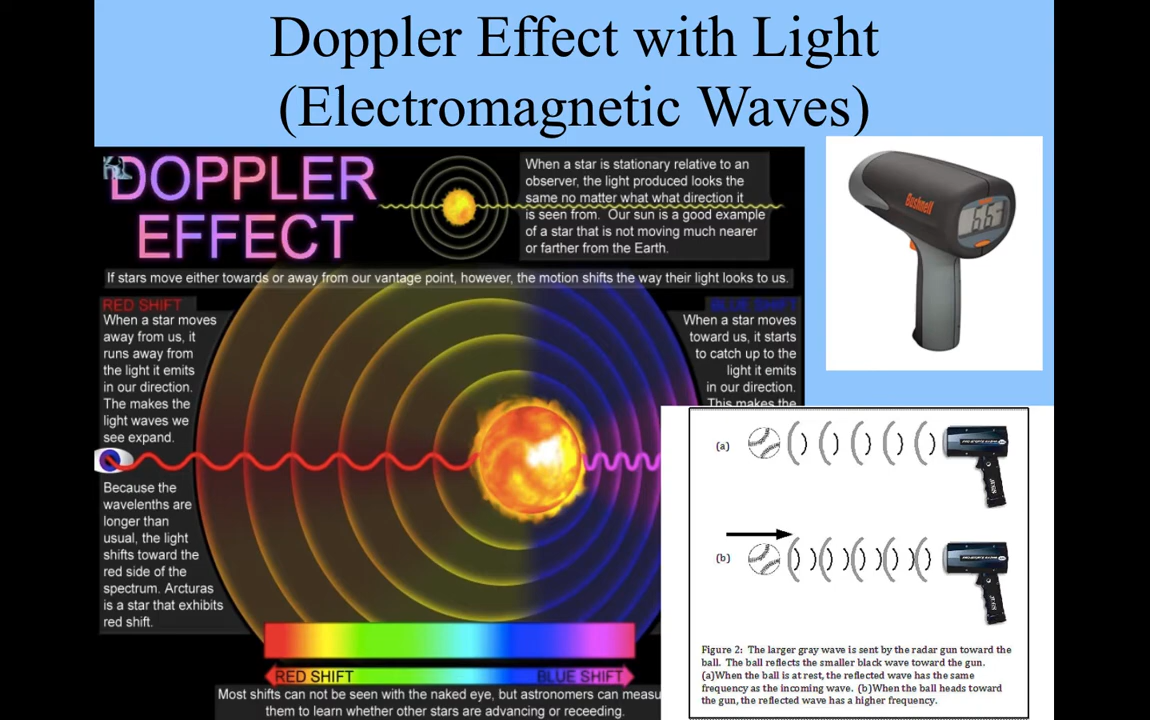 Doppler Effect with Light
(Electromagnetic Waves)
DOPPLER
EFFECT
When a star is stationary relative to an
observer, the light produced looks the
same no matter what what direction it
is seen from. Our sun is a good example
of a star that is not moving much nearer
or farther from the Earth.
If stars move either towards or away from our vantage point, however, the motion shifts the way their light looks to us.
RED SHIFT
When a star moves
away from us, it
runs away from
the light it emits
in our direction.
The makes the
light waves we
see expand.
Because the
wavelenths are
longer than
usual, the light
shifts toward the
red side of the
spectrum. Arcturas
is a star that exhibits
red shift.
BLUE SHIFT
When a star moves
toward us, it starts
to catch up to the
light it emits
in our direction.
This makes the
RED SHIFT
BLUE SHIFT
Most shifts can not be seen with the naked eye, but astronomers can measu
them to learn whether other stars are advancing or receeding.
Bushnell
66
(a)
(b)
Figure 2: The larger gray wave is sent by the radar gun toward the
ball. The ball reflects the smaller black wave toward the gun.
(a)When the ball is at rest, the reflected wave has the same
frequency as the incoming wave. (b)When the ball heads toward
the gun, the reflected wave has a higher frequency.